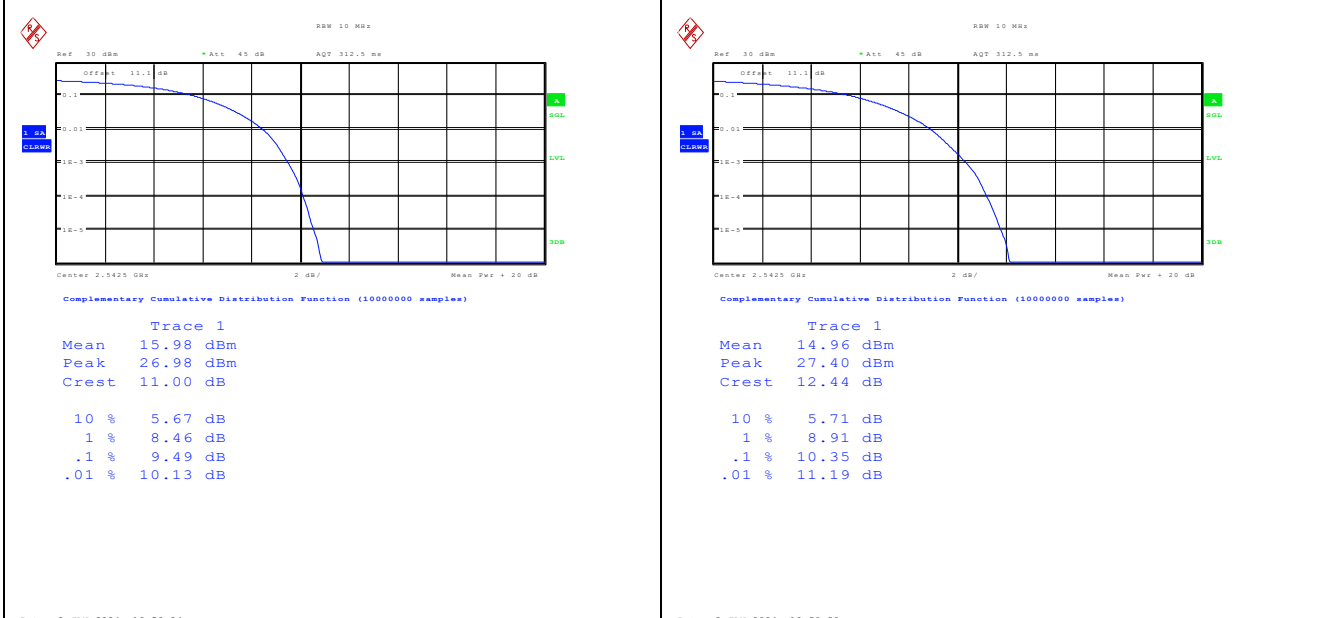 R S
RBW 10 MHz
Ref 30 dBm
* Att 45 dB
AQT 312.5 ms
Offset 11.1 dB
0.1
0.01
1E-3
1E-4
1E-5
1 SA
CLRWR
A
SGL
LVL
3DB
Center 2.5425 GHz
2 dB/
Mean Pwr + 20 dB
Complementary Cumulative Distribution Function (10000000 samples)
Trace 1
Mean 15.98 dBm
Peak 26.98 dBm
Crest 11.00 dB
10 % 5.67 dB
1 % 8.46 dB
.1 % 9.49 dB
.01 % 10.13 dB
R S
RBW 10 MHz
Ref 30 dBm
* Att 45 dB
AQT 312.5 ms
Offset 11.1 dB
0.1
0.01
1E-3
1E-4
1E-5
1 SA
CLRWR
A
SGL
LVL
3DB
Center 2.5425 GHz
2 dB/
Mean Pwr + 20 dB
Complementary Cumulative Distribution Function (10000000 samples)
Trace 1
Mean 14.96 dBm
Peak 27.40 dBm
Crest 12.44 dB
10 % 5.71 dB
1 % 8.91 dB
.1 % 10.35 dB
.01 % 11.19 dB